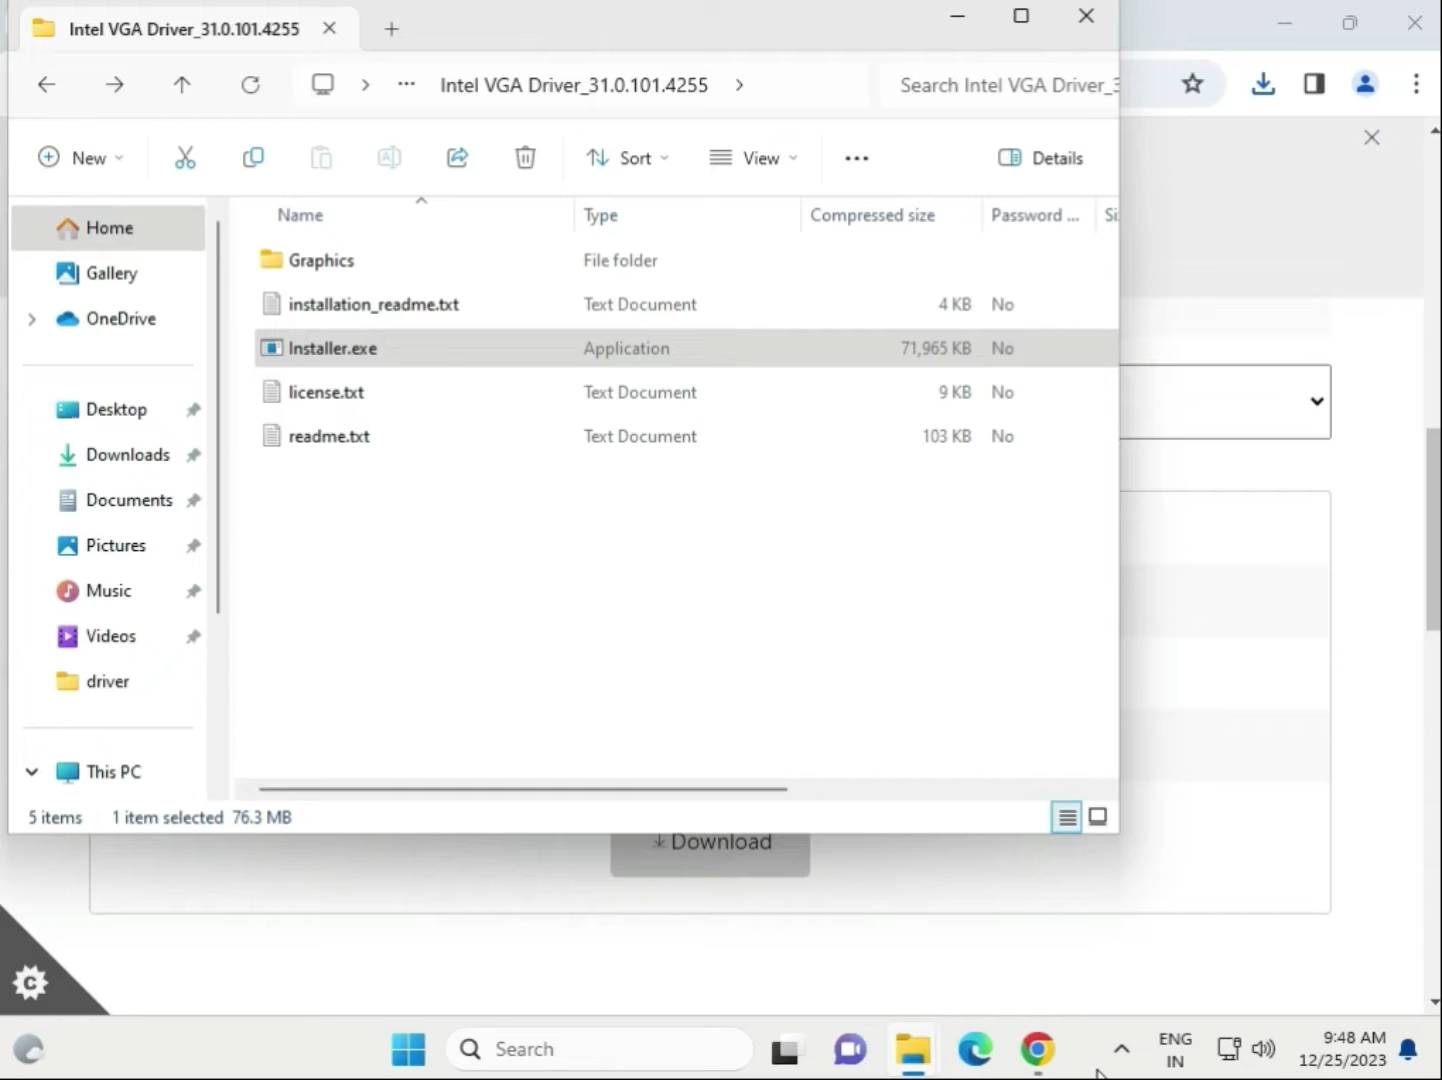 Intel VGA Driver_31.0.101.4255
Intel VGA Driver_31.0.101.4255
Search Intel VGA Driver_3
New
Sort
View
Details
Name
Type
Compressed size
Password ...
Si
Home
Gallery
OneDrive
Desktop
Downloads
Documents
Pictures
Music
Videos
driver
This PC
Graphics
File folder
installation_readme.txt
Text Document
4 KB
No
Installer.exe
Application
71,965 KB
No
license.txt
Text Document
9 KB
No
readme.txt
Text Document
103 KB
No
5 items
1 item selected 76.3 MB
Download
C
Search
ENG
IN
9:48 AM
12/25/2023